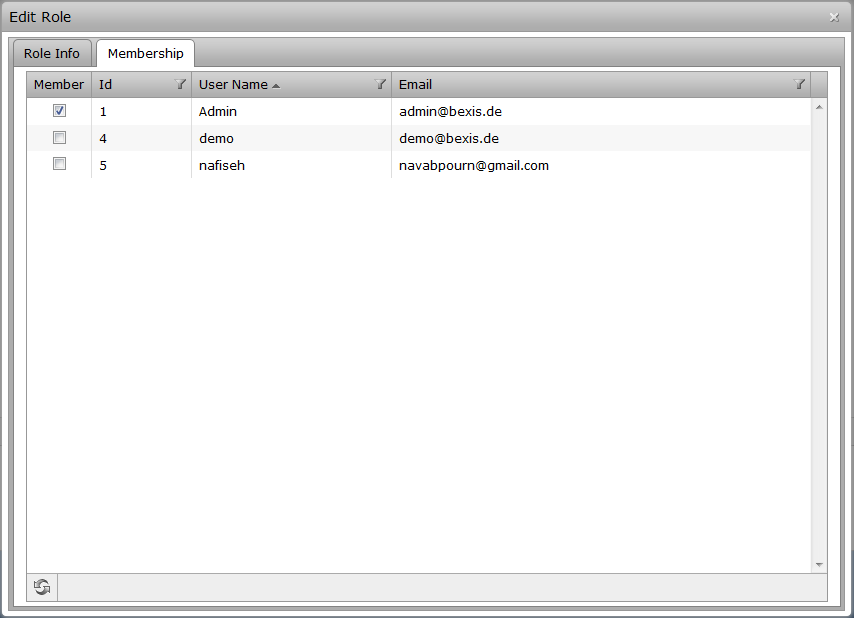 Edit Role
Role Info Membership
Member Id User Name Email
1 Admin admin@bexis.de
4 demo demo@bexis.de
5 nafiseh navabpourn@gmail.com